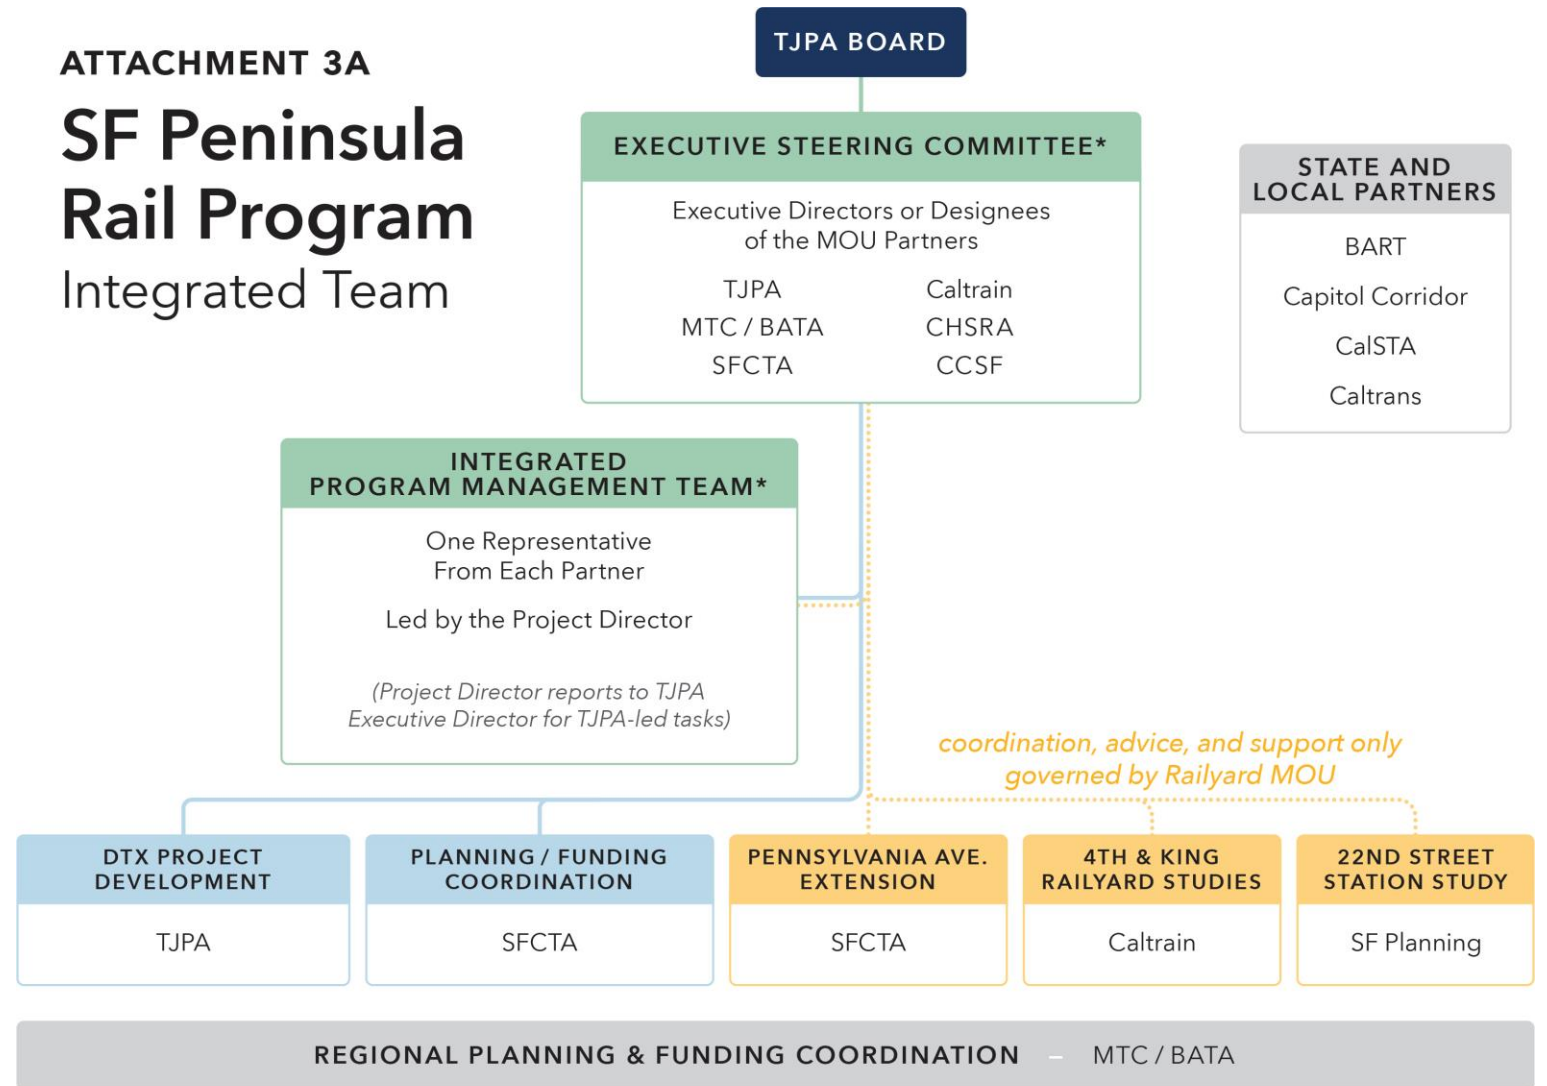 ATTACHMENT 3A
SF Peninsula
Rail Program
Integrated Team
TJPA BOARD
EXECUTIVE STEERING COMMITTEE*
Executive Directors or Designees
of the MOU Partners
TJPA
Caltrain
MTC / BATA
CHSRA
SFCTA
CCSF
STATE AND
LOCAL PARTNERS
BART
Capitol Corridor
CalSTA
Caltrans
INTEGRATED
PROGRAM MANAGEMENT TEAM*
One Representative
From Each Partner
Led by the Project Director
(Project Director reports to TJPA
Executive Director for TJPA-led tasks)
coordination, advice, and support only
governed by Railyard MOU
DTX PROJECT
DEVELOPMENT
TJPA
PLANNING / FUNDING
COORDINATION
SFCTA
PENNSYLVANIA AVE.
EXTENSION
SFCTA
4TH & KING
RAILYARD STUDIES
Caltrain
22ND STREET
STATION STUDY
SF Planning
REGIONAL PLANNING & FUNDING COORDINATION – MTC / BATA